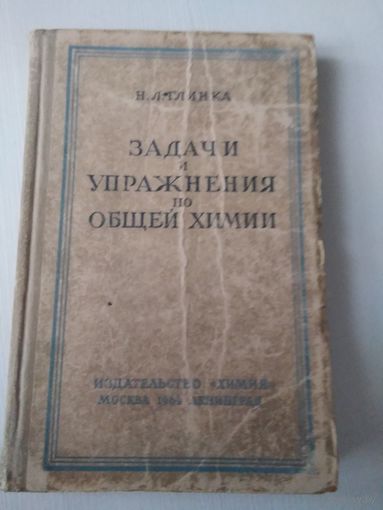 Н. Л. ГЛИНКА
ЗАДАЧИ
И
УПРАЖНЕНИЯ
ПО
ОБЩЕЙ ХИМИИ
ИЗДАТЕЛЬСТВО «ХИМИЯ»
МОСКВА 1964 ЛЕНИНГРАД